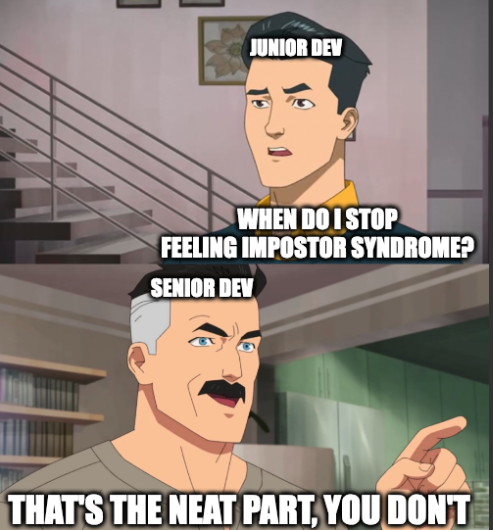 JUNIOR DEV
WHEN DO I STOP
FEELING IMPOSTOR SYNDROME?
SENIOR DEV
THAT'S THE NEAT PART, YOU DON'T